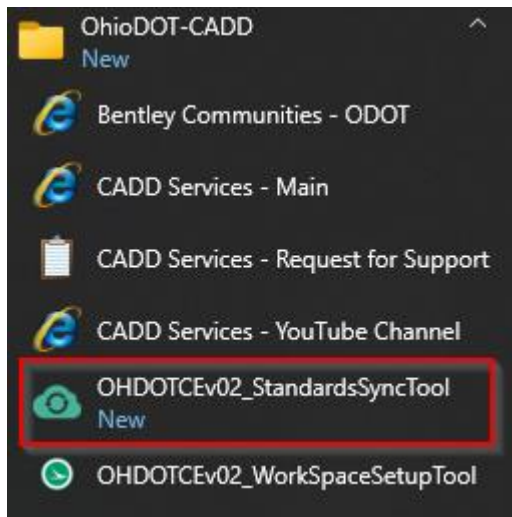 OhioDOT-CADD
New
Bentley Communities - ODOT
CADD Services - Main
CADD Services - Request for Support
CADD Services - YouTube Channel
OHDOTCEv02_StandardsSyncTool
New
OHDOTCEv02_WorkSpaceSetupTool